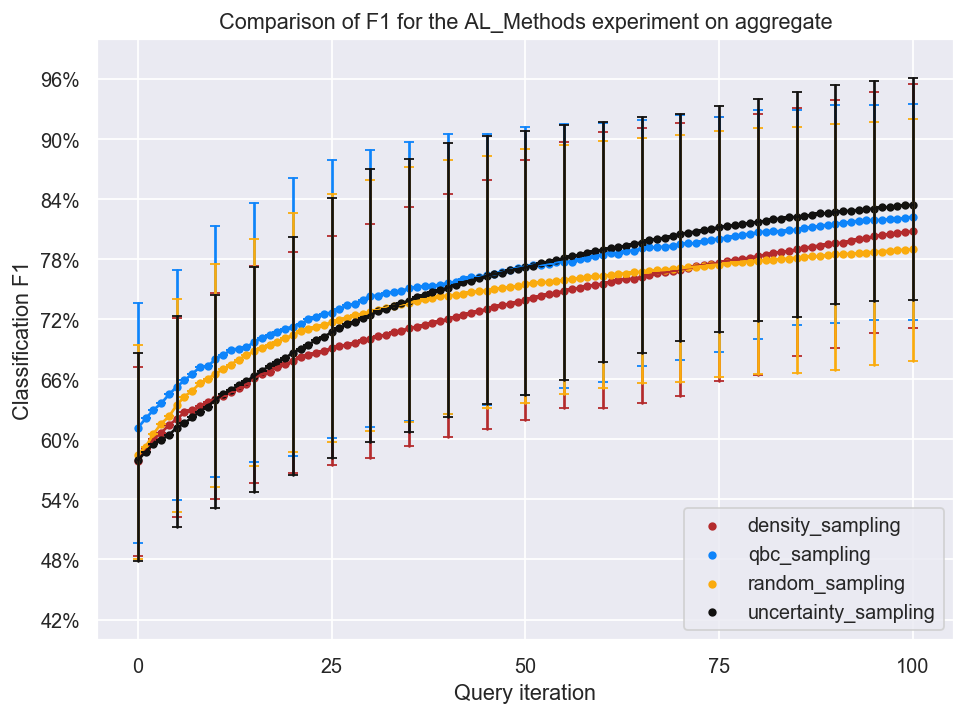 Comparison of F1 for the AL_Methods experiment on aggregate
96%
90%
84%
78%
72%
66%
60%
54%
48%
42%
Classification F1
density_sampling
qbc_sampling
random_sampling
uncertainty_sampling
0
25
50
75
100
Query iteration